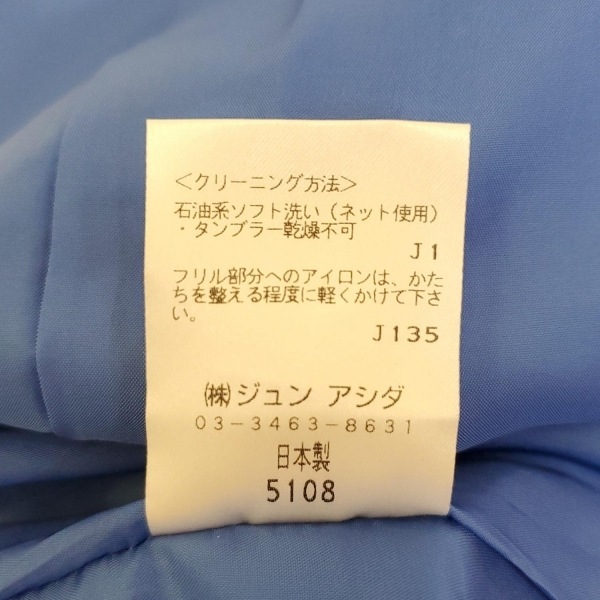 ＜クリーニング方法＞
石油系ソフト洗い（ネット使用）
・タンブラー乾燥不可
J1
フリル部分へのアイロンは、かた
ちを整える程度に軽くかけて下さ
い。
J135
㈱ジュン アシダ
03-3463-8631
日本製
5108